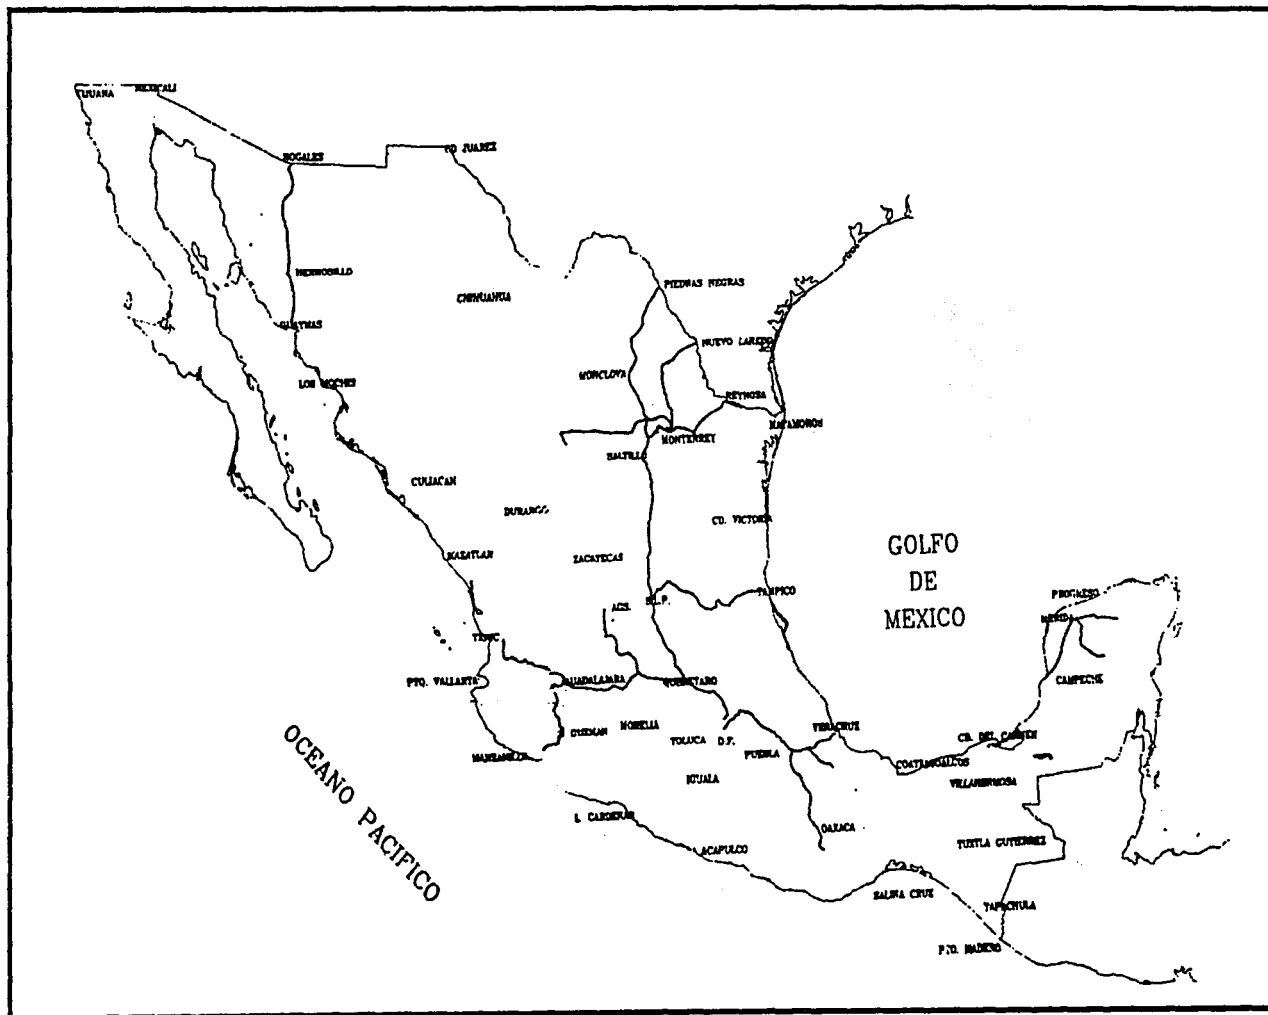 TIJUANA
MEXICALI
NOGALES
CD JUAREZ
HERMOSILLO
CHIHUAHUA
PIEDRAS NEGRAS
GUAYMAS
NUEVO LAREDO
LOS MOCHES
MONCLOVA
REYNOSA
MATAMOROS
MONTERREY
SALTILLO
CULIACAN
DURANGO
CD. VICTORIA
MAZATLAN
ZACATECAS
GOLFO
DE
MEXICO
AGS.
S.L.P.
TAMPICO
PROGRESO
MERIDA
TEPIC
PTO. VALLARTA
GUADALAJARA
QUERETARO
CAMPECHE
GUZMAN
MORELIA
TOLUCA
D.F.
VERACRUZ
CD. DEL CARMEN
MANZANILLO
PUEBLA
COATZACOALCOS
IGUALA
VILLAHERMOSA
OCEANO PACIFICO
L CARDENAS
OAXACA
ACAPULCO
TUXTLA GUTIERREZ
SALINA CRUZ
TAPACHULA
PTO. MADERO